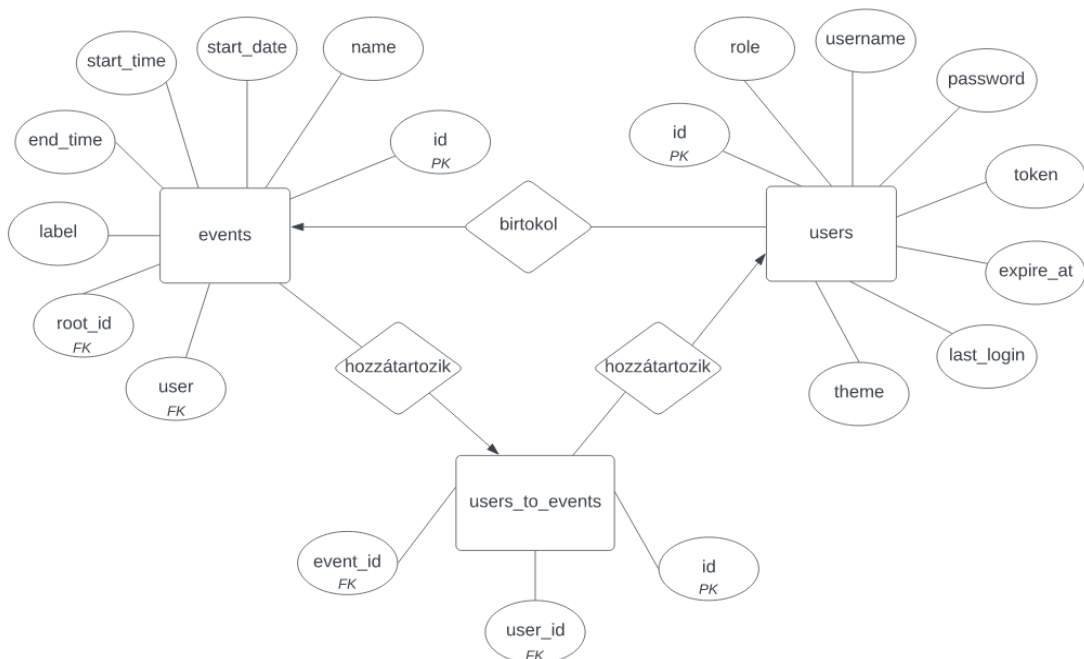 start_time
start_date
name
end_time
id
PK
label
events
root_id
FK
user
FK
birtokol
role
username
password
id
PK
token
users
expire_at
last_login
theme
hozzátartozik
hozzátartozik
users_to_events
event_id
FK
user_id
FK
id
PK